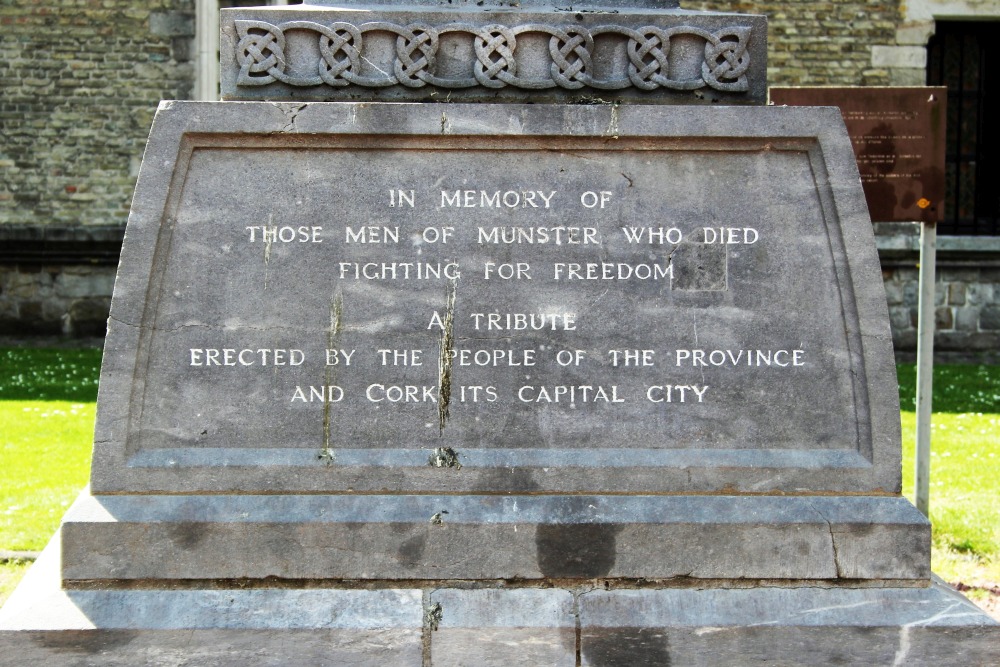 IN MEMORY OF
THOSE MEN OF MUNSTER WHO DIED
FIGHTING FOR FREEDOM
A TRIBUTE
ERECTED BY THE PEOPLE OF THE PROVINCE
AND CORK ITS CAPITAL CITY